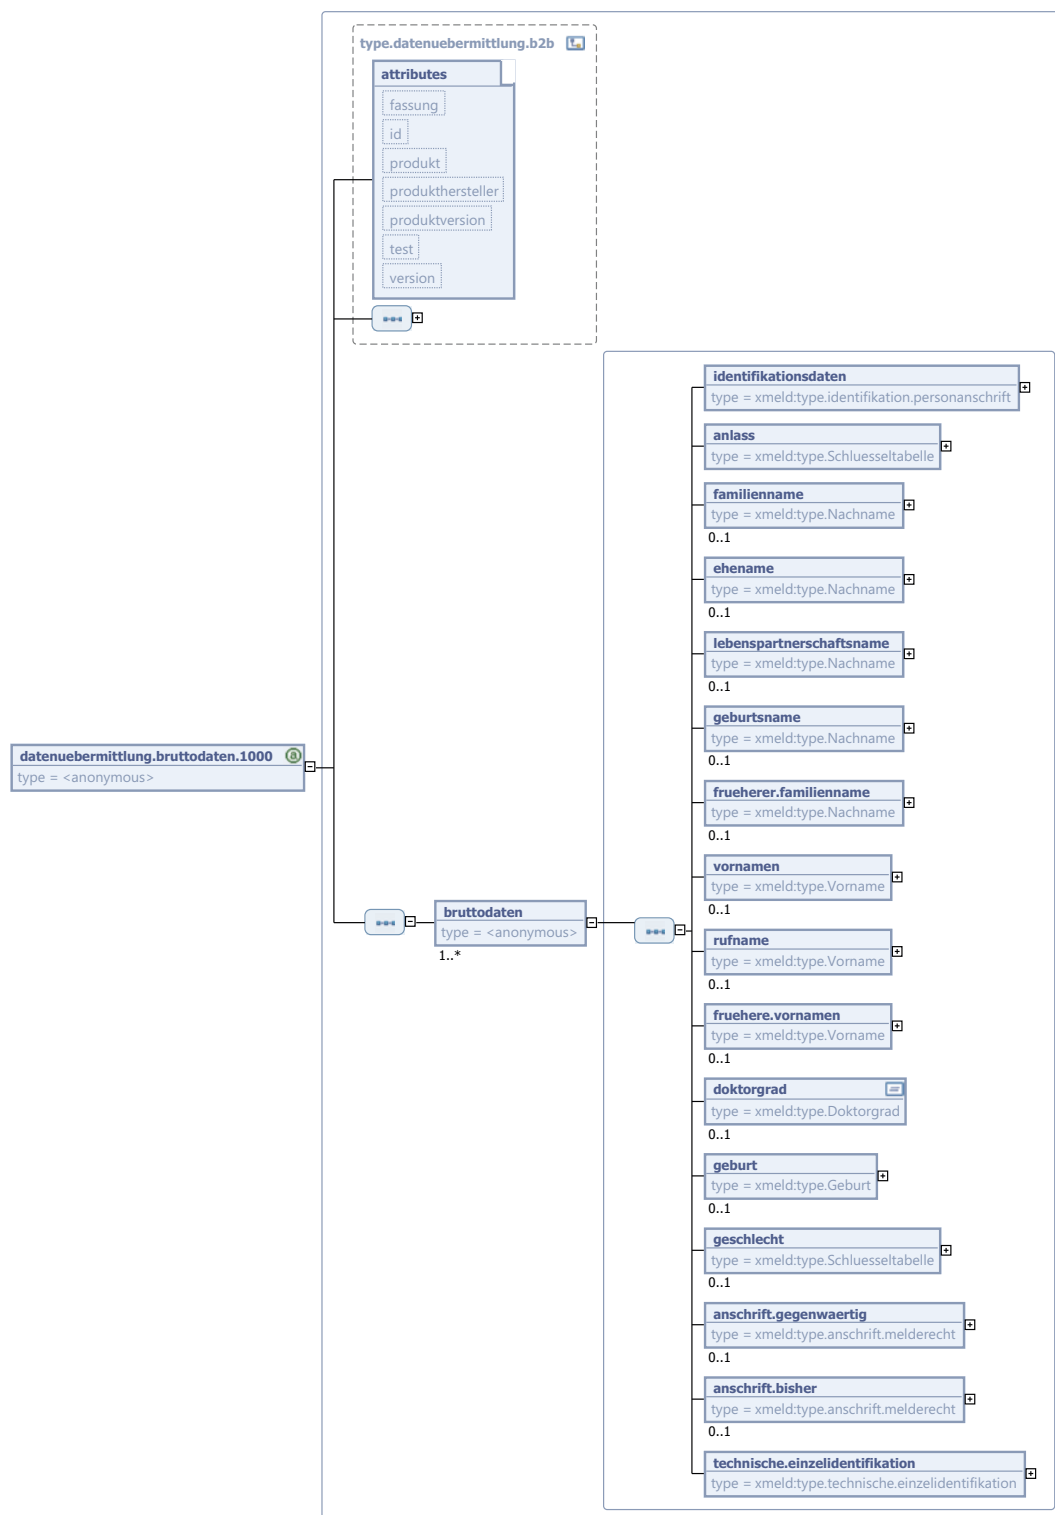 type.datenuebermittlung.b2b
attributes
fassung
id
produkt
produkthersteller
produktversion
test
version
identifikationsdaten
type = xmeld:type.identifikation.personanschrift
anlass
type = xmeld:type.Schluesseltabelle
familienname
type = xmeld:type.Nachname
0..1
ehename
type = xmeld:type.Nachname
0..1
lebenspartnerschaftsname
type = xmeld:type.Nachname
0..1
geburtsname
type = xmeld:type.Nachname
0..1
datenuebermittlung.bruttodaten.1000
type = <anonymous>
frueherer.familienname
type = xmeld:type.Nachname
0..1
vornamen
type = xmeld:type.Vorname
0..1
bruttodaten
type = <anonymous>
1..*
rufname
type = xmeld:type.Vorname
0..1
fruehere.vornamen
type = xmeld:type.Vorname
0..1
doktorgrad
type = xmeld:type.Doktorgrad
0..1
geburt
type = xmeld:type.Geburt
0..1
geschlecht
type = xmeld:type.Schluesseltabelle
0..1
anschrift.gegenwaertig
type = xmeld:type.anschrift.melderecht
0..1
anschrift.bisher
type = xmeld:type.anschrift.melderecht
0..1
technische.einzelidentifikation
type = xmeld:type.technische.einzelidentifikation